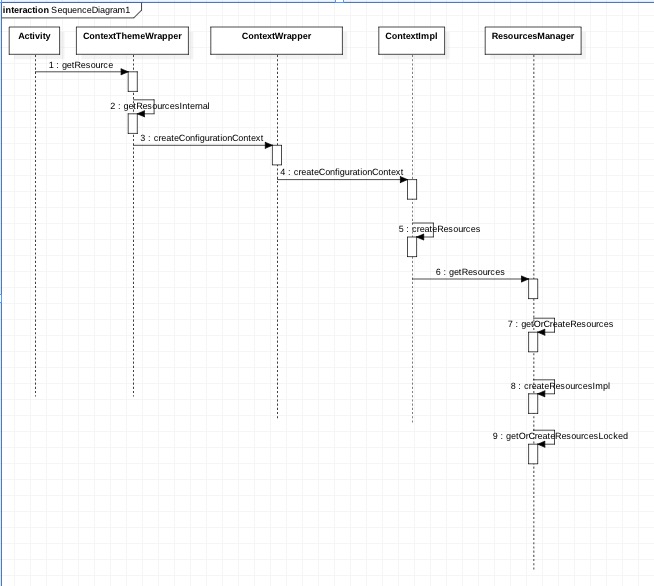 interaction SequenceDiagram1
Activity
ContextThemeWrapper
ContextWrapper
ContextImpl
ResourcesManager
1 : getResource
2 : getResourcesInternal
3 : createConfigurationContext
4 : createConfigurationContext
5 : createResources
6 : getResources
7 : getOrCreateResources
8 : createResourcesImpl
9 : getOrCreateResourcesLocked